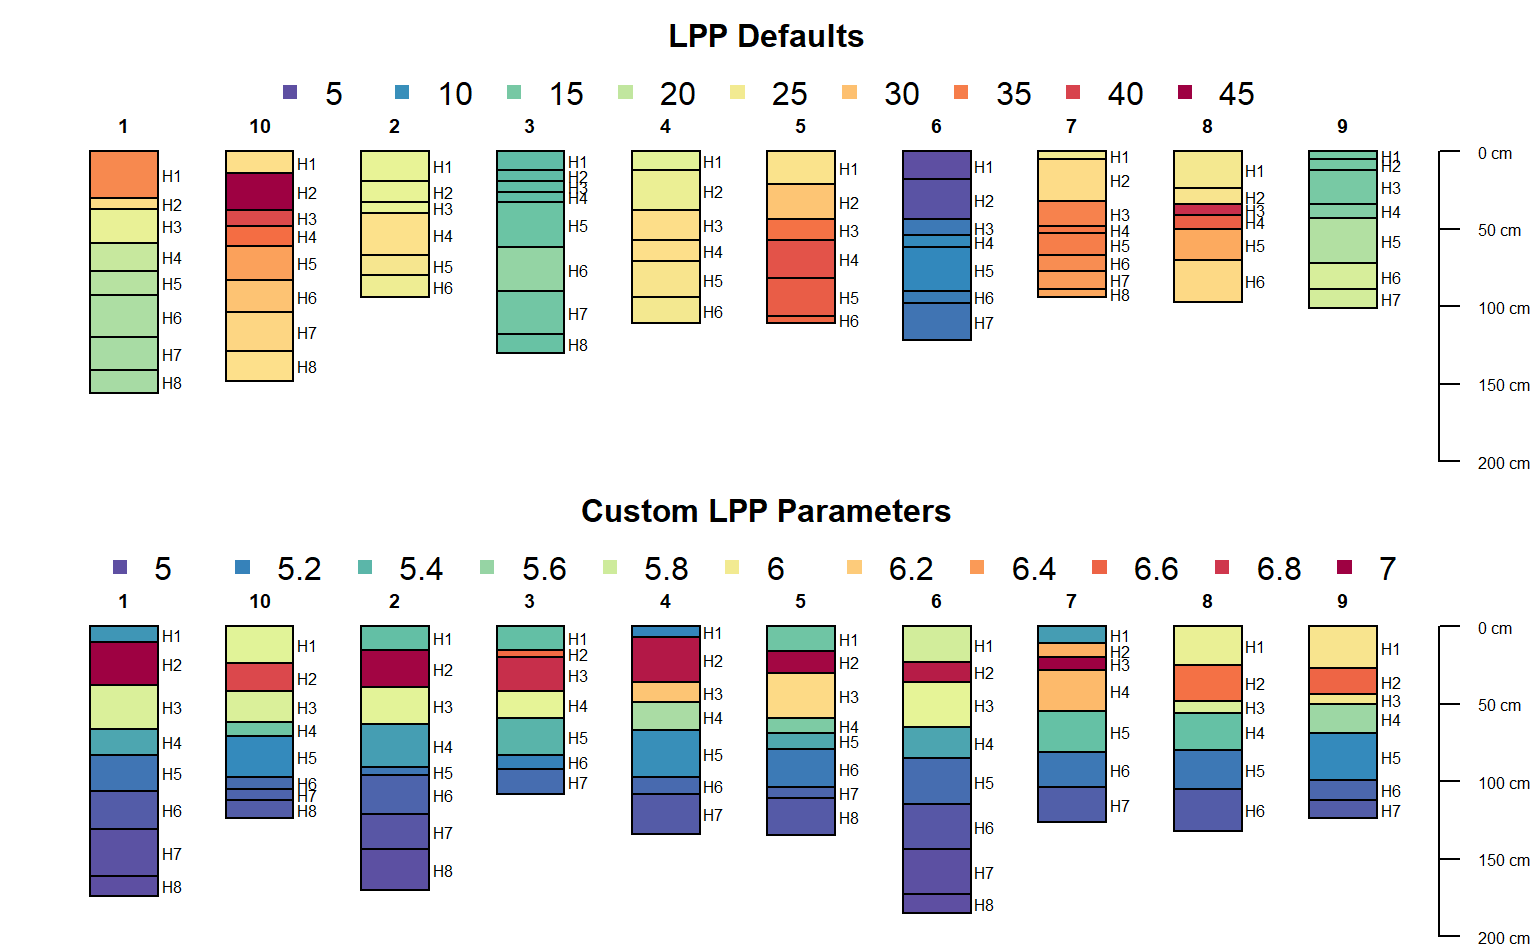 LPP Defaults
5 10 15 20 25 30 35 40 45
1 10 2 3 4 5 6 7 8 9
H1 H1 H1 H1 H1 H1 H1 H1 H1 H1
H2 H2 H2 H2 H2 H2 H2 H2 H2 H2
H3 H3 H3 H3 H3 H3 H3 H3 H3 H3
H4 H4 H4 H4 H4 H4 H4 H4 H4 H4
H5 H5 H5 H5 H5 H5 H5 H5 H5 H5
H6 H6 H6 H6 H6 H6 H6 H6 H6 H6
H7 H7 H7 H7 H7 H7
H8 H8 H8 H8
0 cm
50 cm
100 cm
150 cm
200 cm
Custom LPP Parameters
5 5.2 5.4 5.6 5.8 6 6.2 6.4 6.6 6.8 7
1 10 2 3 4 5 6 7 8 9
H1 H1 H1 H1 H1 H1 H1 H1 H1 H1
H2 H2 H2 H2 H2 H2 H2 H2 H2 H2
H3 H3 H3 H3 H3 H3 H3 H3 H3 H3
H4 H4 H4 H4 H4 H4 H4 H4 H4 H4
H5 H5 H5 H5 H5 H5 H5 H5 H5 H5
H6 H6 H6 H6 H6 H6 H6 H6 H6 H6
H7 H7 H7 H7 H7 H7 H7 H7 H7
H8 H8 H8 H8 H8
0 cm
50 cm
100 cm
150 cm
200 cm